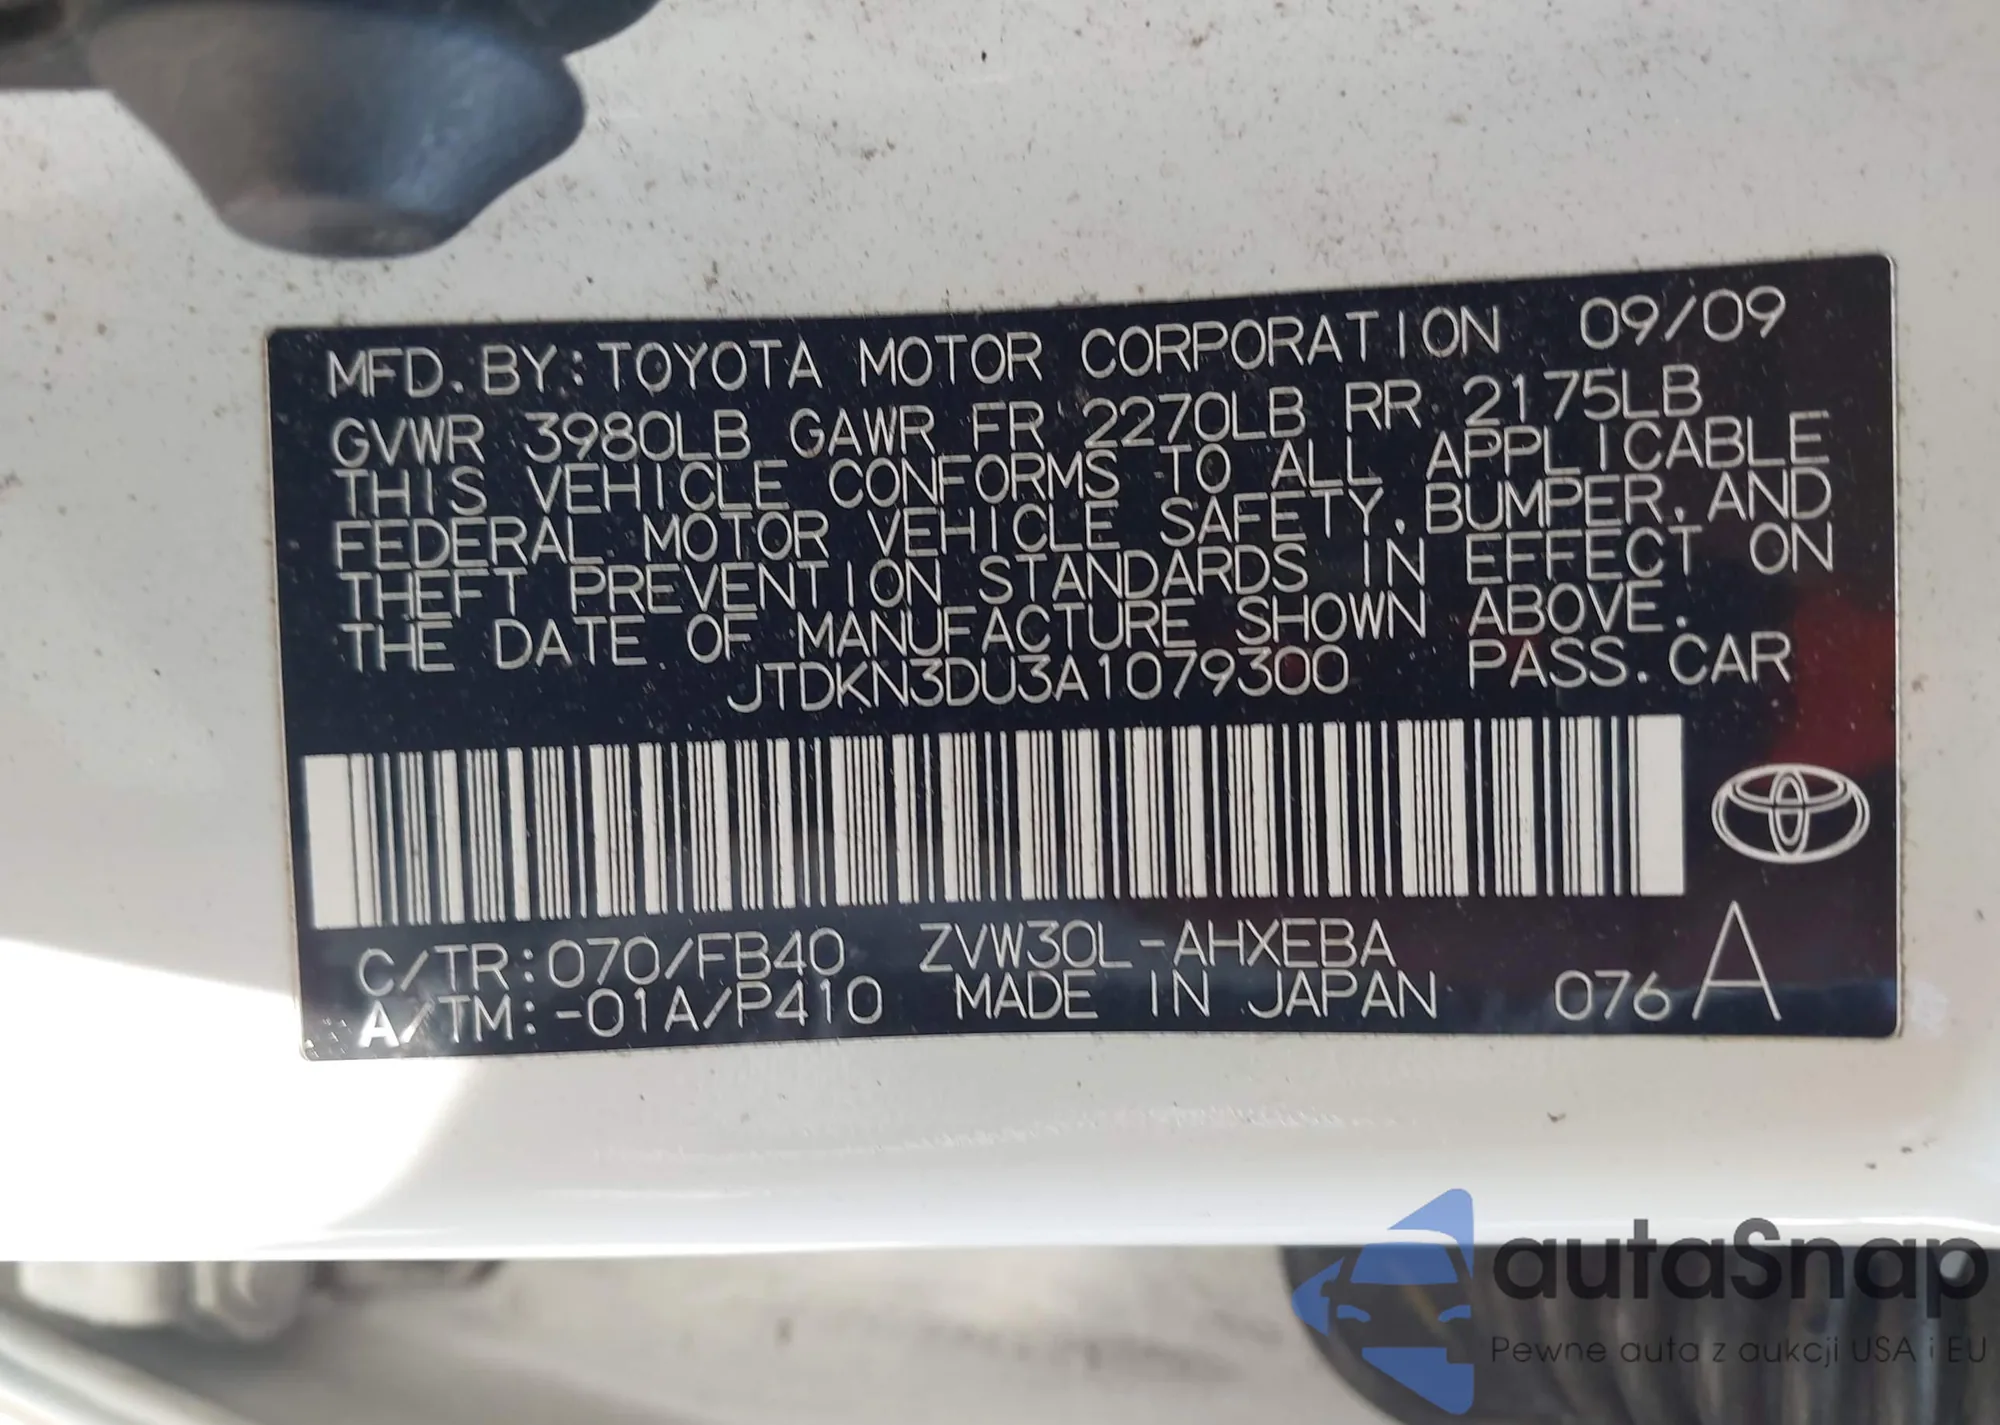 MFD. BY: TOYOTA MOTOR CORPORATION 09/09
GVWR 3980LB GAWR FR 2270LB RR 2175LB
THIS VEHICLE CONFORMS TO ALL APPLICABLE
FEDERAL MOTOR VEHICLE SAFETY, BUMPER, AND
THEFT PREVENTION STANDARDS IN EFFECT ON
THE DATE OF MANUFACTURE SHOWN ABOVE.
JTDKN3DU3A1079300 PASS. CAR
C/TR: 070/FB40 ZVW30L-AHXEBA
A/TM: -01A/P410 MADE IN JAPAN 076 A
autaSnap
Pewne auta z aukcji USA i EU